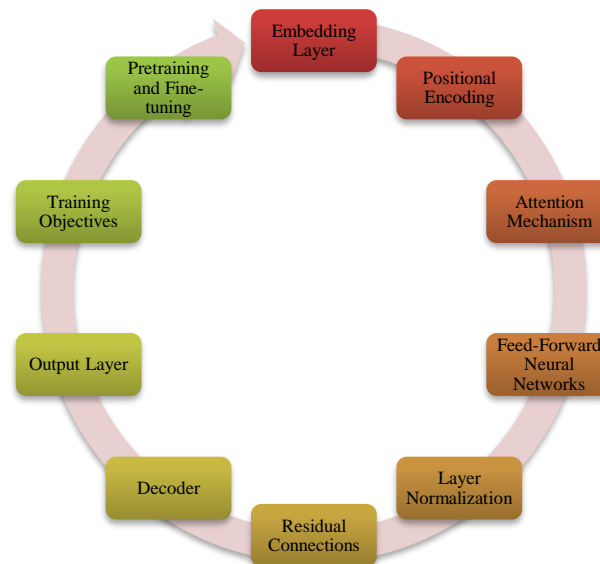 Embedding
Layer
Positional
Encoding
Attention
Mechanism
Feed-Forward
Neural
Networks
Layer
Normalization
Residual
Connections
Decoder
Output Layer
Training
Objectives
Pretraining
and Fine-
tuning